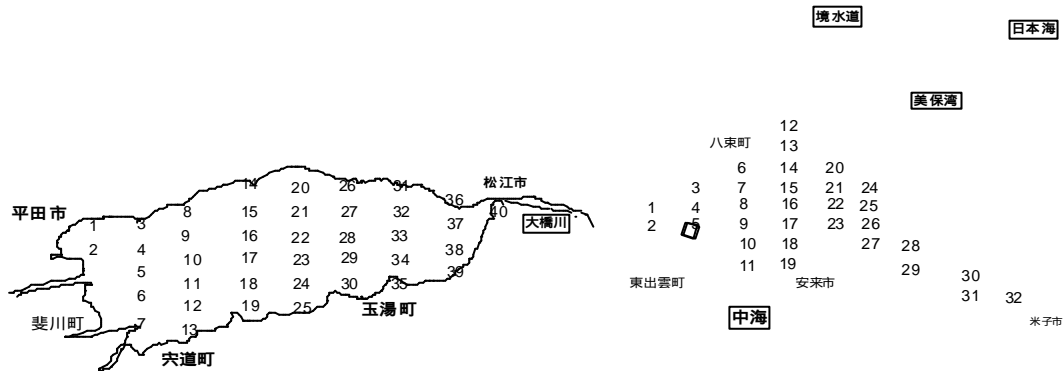 境水道
日本海
美保湾
12
八束町 13
6 14 20
14 20 26 31 松江市 3 7 15 21 24
36 1 4 8 16 22 25
平田市 1 3 8 15 21 27 32 37 40 大橋川 2 5 9 17 23 26
2 4 9 16 22 28 33 38 10 18 27 28
5 10 17 23 29 34 39 11 19 29 30
6 11 18 24 30 35 東出雲町 安来市 31 32
斐川町 7 12 19 25 玉湯町 中海 米子市
13
宍道町